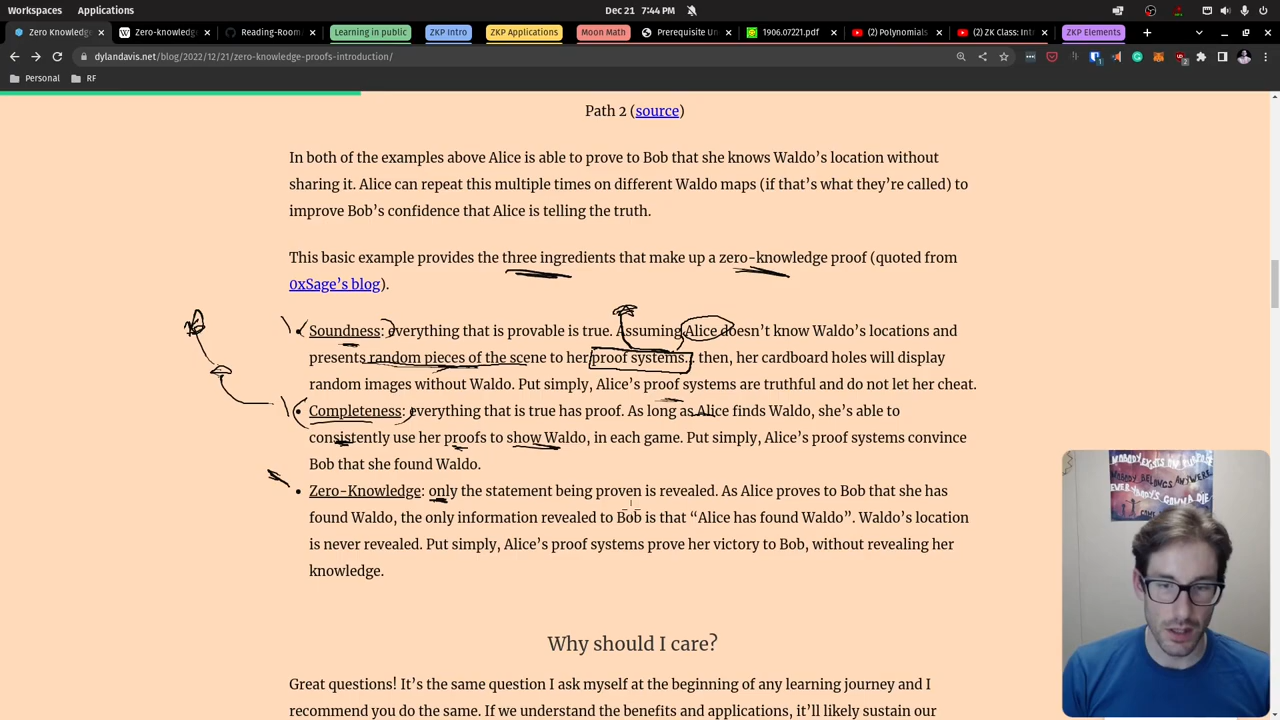 Workspaces Applications Dec 21 7:44 PM
Zero Knowledge Zero-knowledge Reading-Room Learning in public ZKP Intro ZKP Applications Moon Math Prerequisite Un 1906.07221.pdf (2) Polynomials (2) ZK Class: Intr ZKP Elements
dylandavis.net/blog/2022/12/21/zero-knowledge-proofs-introduction/
Personal RF
Path 2 (source)
In both of the examples above Alice is able to prove to Bob that she knows Waldo’s location without
sharing it. Alice can repeat this multiple times on different Waldo maps (if that’s what they’re called) to
improve Bob’s confidence that Alice is telling the truth.
This basic example provides the three ingredients that make up a zero-knowledge proof (quoted from
0xSage’s blog).
• Soundness: everything that is provable is true. Assuming Alice doesn’t know Waldo’s locations and
presents random pieces of the scene to her proof systems... then, her cardboard holes will display
random images without Waldo. Put simply, Alice’s proof systems are truthful and do not let her cheat.
• Completeness: everything that is true has proof. As long as Alice finds Waldo, she’s able to
consistently use her proofs to show Waldo, in each game. Put simply, Alice’s proof systems convince
Bob that she found Waldo.
• Zero-Knowledge: only the statement being proven is revealed. As Alice proves to Bob that she has
found Waldo, the only information revealed to Bob is that “Alice has found Waldo”. Waldo’s location
is never revealed. Put simply, Alice’s proof systems prove her victory to Bob, without revealing her
knowledge.
NOBODY EXISTS ON PURPOSE
NOBODY BELONGS ANYWHERE
EVERYBODY'S GONNA DIE
Why should I care?
Great questions! It’s the same question I ask myself at the beginning of any learning journey and I
recommend you do the same. If we understand the benefits and applications, it’ll likely sustain our